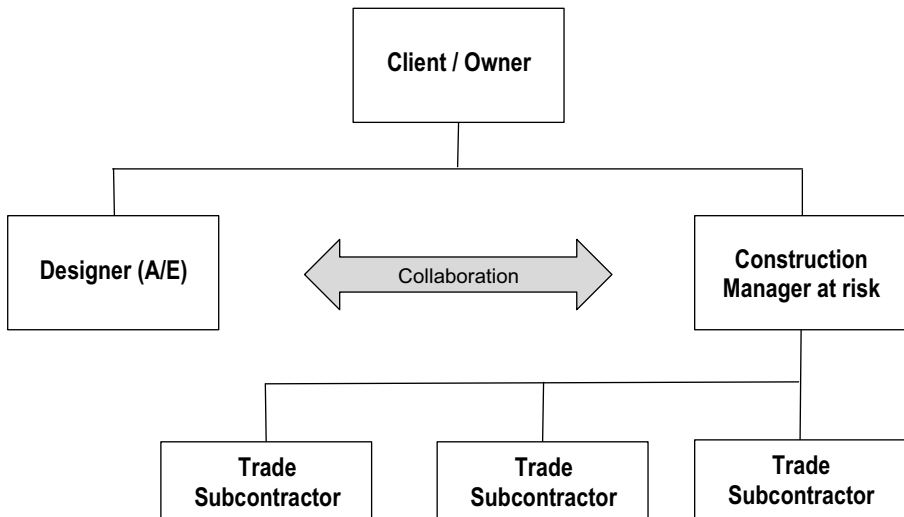 Client / Owner
Designer (A/E)
Collaboration
Construction
Manager at risk
Trade
Subcontractor
Trade
Subcontractor
Trade
Subcontractor